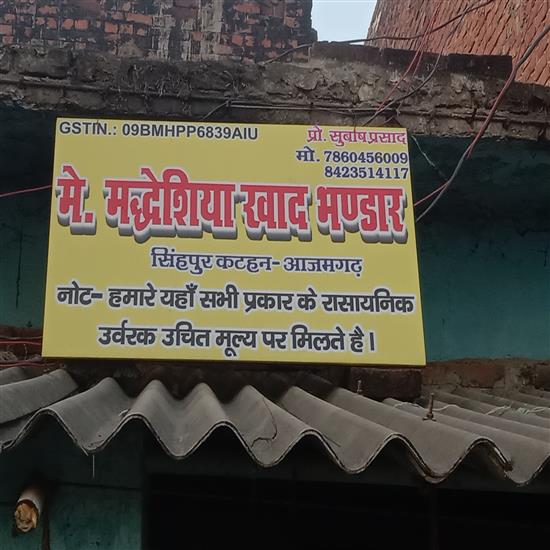 GSTIN.: 09BMHPP6839AIU
प्रो. सुबाष प्रसाद
मो. 7860456009
8423514117
मे. मद्धेशिया खाद भण्डार
सिंहपुर कटहन- आजमगढ़
नोट- हमारे यहाँ सभी प्रकार के रासायनिक
उर्वरक उचित मूल्य पर मिलते है।